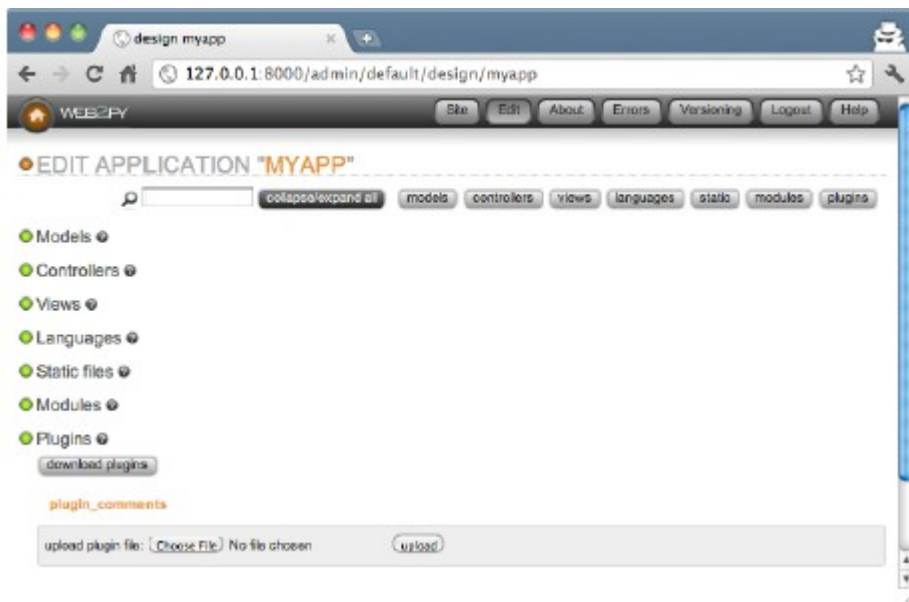 design myapp
127.0.0.1:8000/admin/default/design/myapp
WEB2PY Site Edit About Errors Versioning Logout Help
EDIT APPLICATION "MYAPP"
collapse/expand all models controllers views languages static modules plugins
Models
Controllers
Views
Languages
Static files
Modules
Plugins
download plugins
plugin_comments
upload plugin file: Choose File No file chosen upload